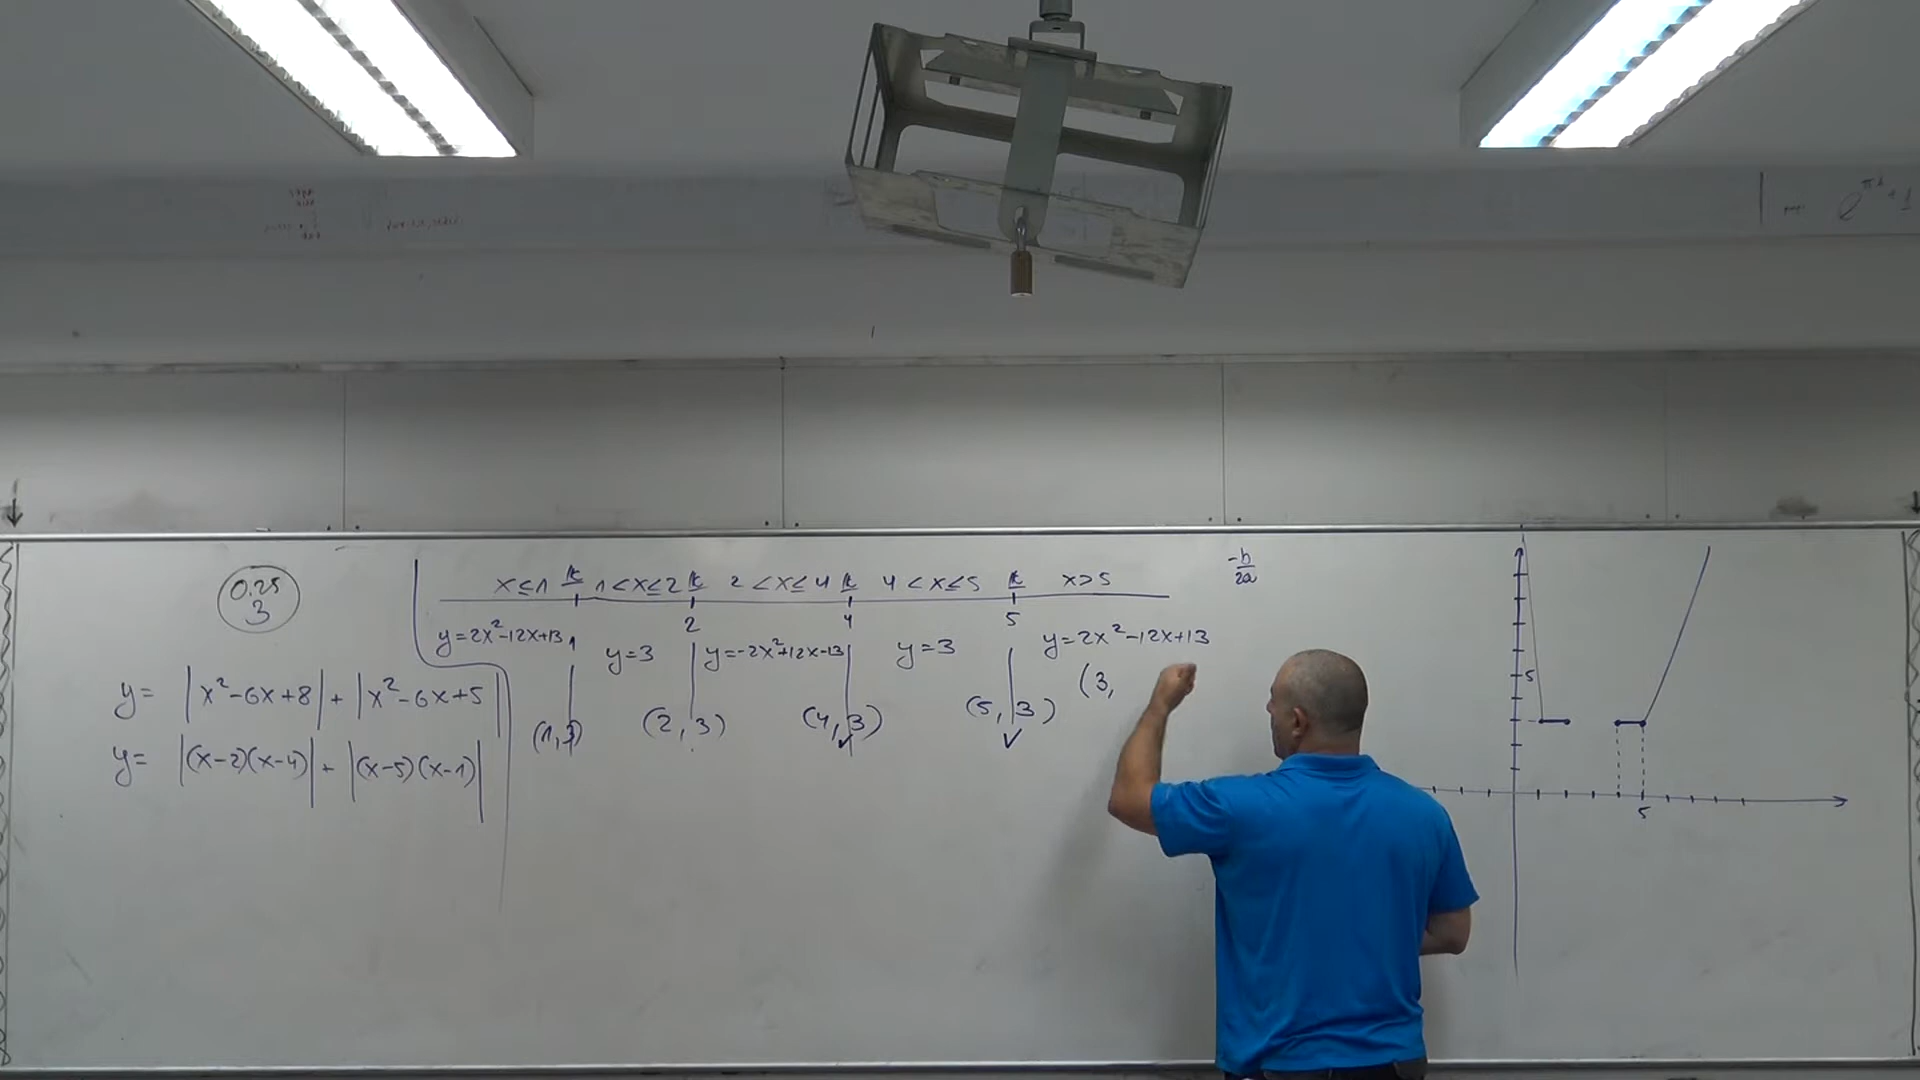 e^πi+1
0.25
3
x≤1 k 1<x≤2 k 2<x≤4 k 4<x≤5 k x>5
1 2 4 5
y=2x²-12x+13 y=3 y=-2x²+12x-13 y=3 y=2x²-12x+13
(1,3) (2,3) (4,3) ✓ (5,3) ✓ (3,
y= |x²-6x+8|+|x²-6x+5|
y= |(x-2)(x-4)|+|(x-5)(x-1)|
-b/2a
5
5